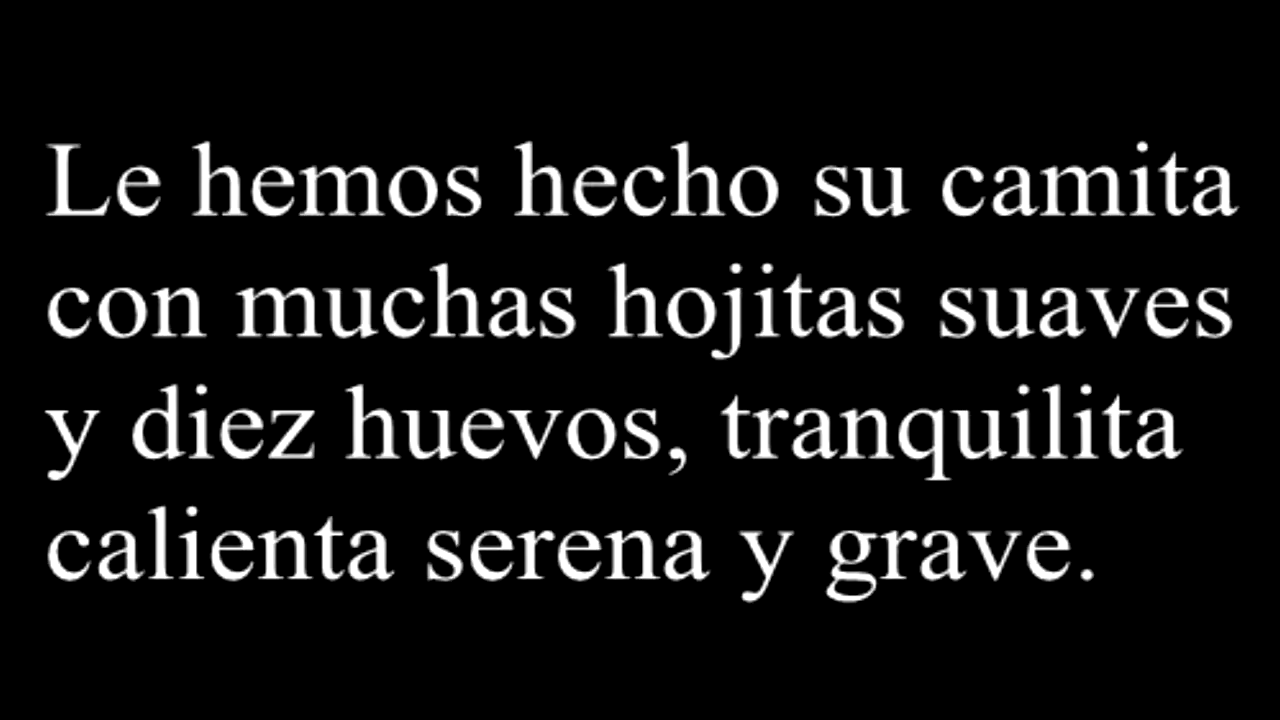 Le hemos hecho su camita
con muchas hojitas suaves
y diez huevos, tranquilita
calienta serena y grave.